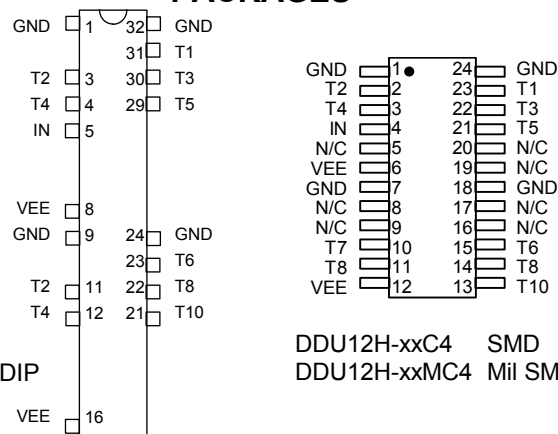 PACKAGES
GND 1 32 GND
31 T1
T2 3 30 T3
T4 4 29 T5
IN 5
VEE 8
GND 9 24 GND
23 T6
T2 11 22 T8
T4 12 21 T10
DIP
VEE 16
GND 1 24 GND
T2 2 23 T1
T4 3 22 T3
IN 4 21 T5
N/C 5 20 N/C
VEE 6 19 N/C
GND 7 18 GND
N/C 8 17 N/C
N/C 9 16 N/C
T7 10 15 T6
T8 11 14 T8
VEE 12 13 T10
DDU12H-xxC4 SMD
DDU12H-xxMC4 Mil SM